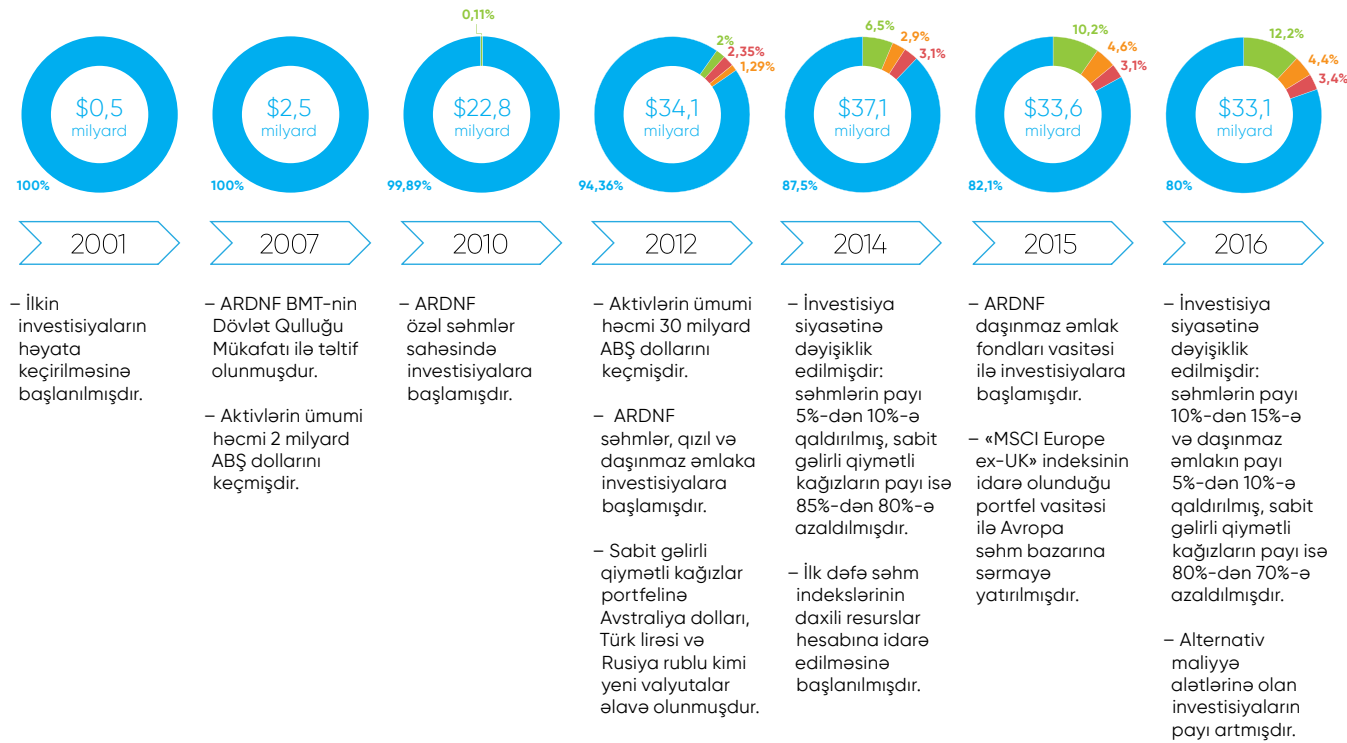 0,11%
$0,5
milyard
100%
$2,5
milyard
100%
$22,8
milyard
99,89%
2%
2,35%
1,29%
$34,1
milyard
94,36%
6,5%
2,9%
3,1%
$37,1
milyard
87,5%
10,2%
4,6%
3,1%
$33,6
milyard
82,1%
12,2%
4,4%
3,4%
$33,1
milyard
80%
2001
– İlkin
investisiyaların
həyata
keçirilməsinə
başlanılmışdır.
2007
– ARDNF BMT-nin
Dövlət Qulluğu
Mükafatı ilə təltif
olunmuşdur.
– Aktivlərin ümumi
həcmi 2 milyard
ABŞ dollarını
keçmişdir.
2010
– ARDNF
özəl səhmlər
sahəsində
investisiyalara
başlamışdır.
2012
– Aktivlərin ümumi
həcmi 30 milyard
ABŞ dollarını
keçmişdir.
– ARDNF
səhmlər, qızıl və
daşınmaz əmlaka
investisiyalara
başlamışdır.
– Sabit gəlirli
qiymətli kağızlar
portfelinə
Avstraliya dolları,
Türk lirəsi və
Rusiya rublu kimi
yeni valyutalar
əlavə olunmuşdur.
2014
– İnvestisiya
siyasətinə
dəyişiklik
edilmişdir:
səhmlərin payı
5%-dən 10%-ə
qaldırılmış, sabit
gəlirli qiymətli
kağızların payı isə
85%-dən 80%-ə
azaldılmışdır.
– İlk dəfə səhm
indekslərinin
daxili resurslar
hesabına idarə
edilməsinə
başlanılmışdır.
2015
– ARDNF
daşınmaz əmlak
fondları vasitəsi
ilə investisiyalara
başlamışdır.
– «MSCI Europe
ex-UK» indeksinin
idarə olunduğu
portfel vasitəsi
ilə Avropa
səhm bazarına
sərmayə
yatırılmışdır.
2016
– İnvestisiya
siyasətinə
dəyişiklik
edilmişdir:
səhmlərin payı
10%-dən 15%-ə
və daşınmaz
əmlakın payı
5%-dən 10%-ə
qaldırılmış, sabit
gəlirli qiymətli
kağızların payı isə
80%-dən 70%-ə
azaldılmışdır.
– Alternativ
maliyyə
alətlərinə olan
investisiyaların
payı artmışdır.